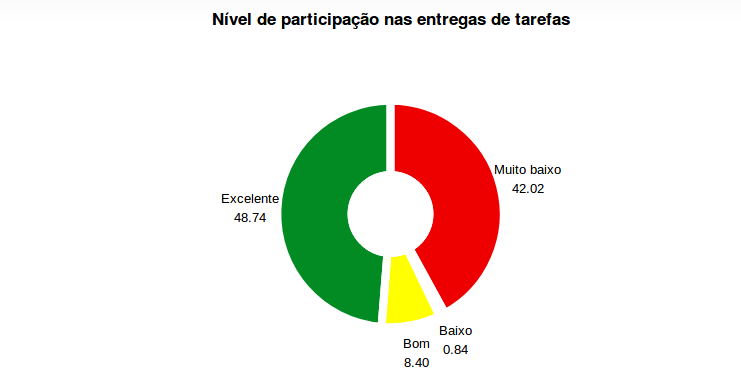 Nível de participação nas entregas de tarefas
Muito baixo
42.02
Excelente
48.74
Baixo
0.84
Bom
8.40